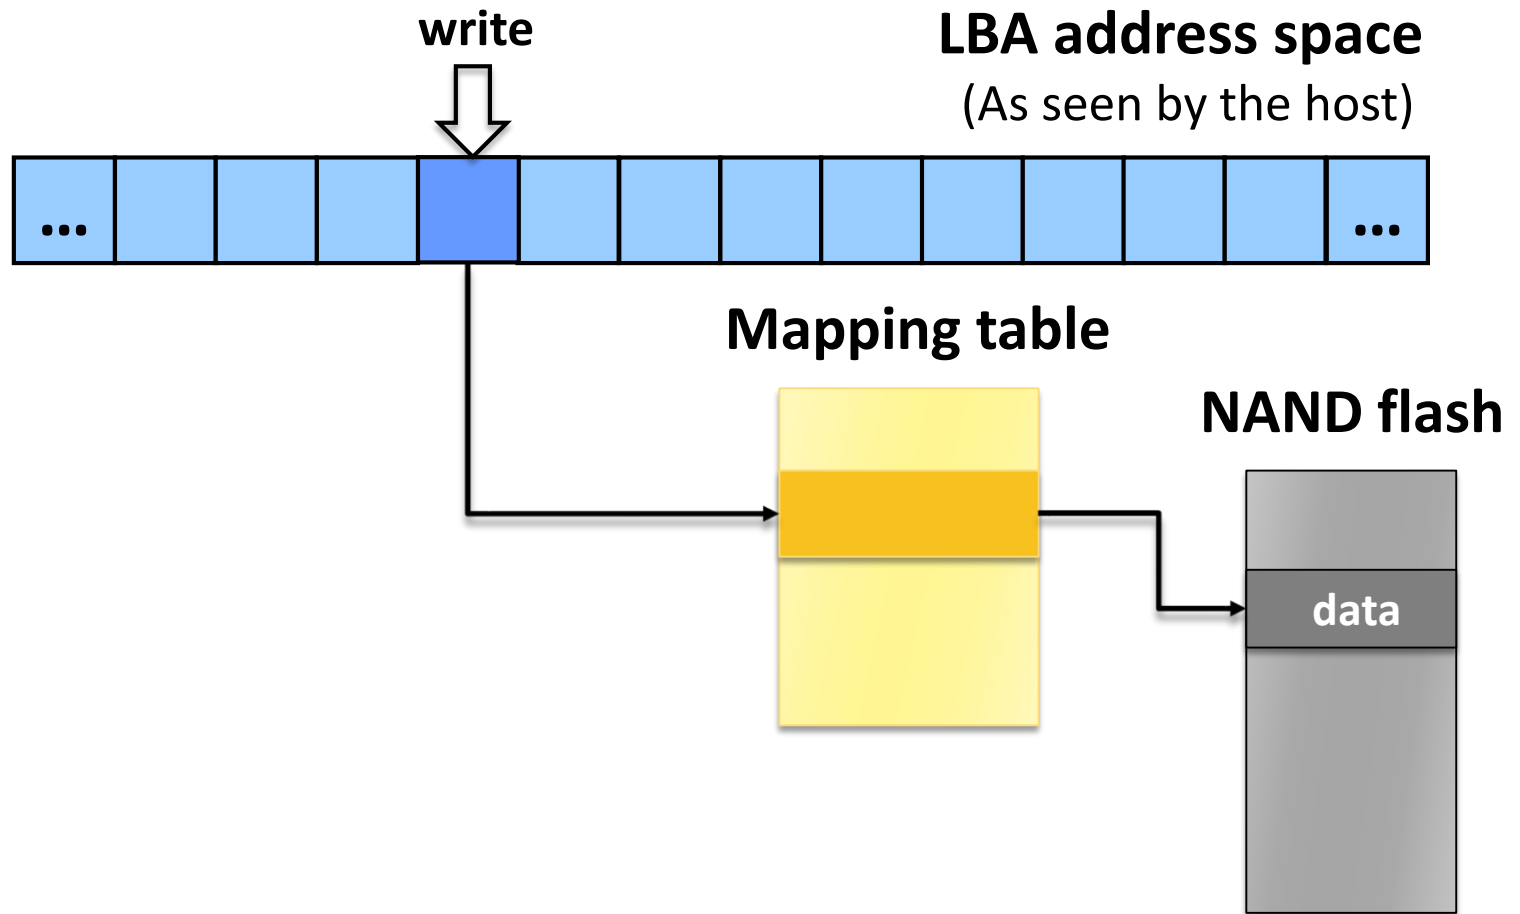 write
LBA address space
(As seen by the host)
...
...
Mapping table
NAND flash
data